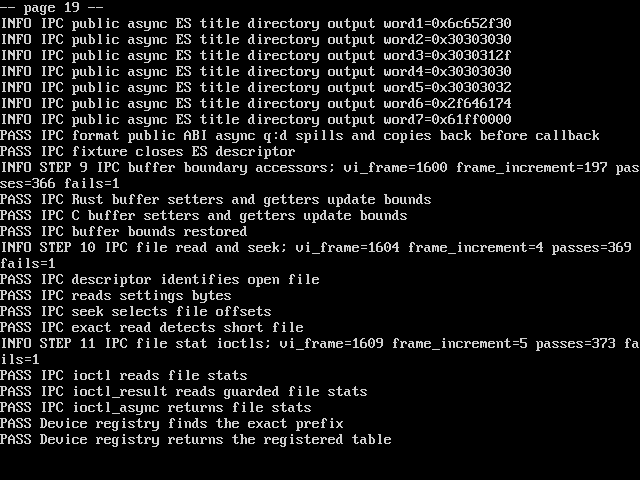 -- page 19 --
INFO IPC public async ES title directory output word1=0x6c652f30
INFO IPC public async ES title directory output word2=0x30303030
INFO IPC public async ES title directory output word3=0x3030312f
INFO IPC public async ES title directory output word4=0x30303030
INFO IPC public async ES title directory output word5=0x30303032
INFO IPC public async ES title directory output word6=0x2f646174
INFO IPC public async ES title directory output word7=0x61ff0000
PASS IPC format public ABI async q:d spills and copies back before callback
PASS IPC fixture closes ES descriptor
INFO STEP 9 IPC buffer boundary accessors; vi_frame=1600 frame_increment=197 pas
ses=366 fails=1
PASS IPC Rust buffer setters and getters update bounds
PASS IPC C buffer setters and getters update bounds
PASS IPC buffer bounds restored
INFO STEP 10 IPC file read and seek; vi_frame=1604 frame_increment=4 passes=369
fails=1
PASS IPC descriptor identifies open file
PASS IPC reads settings bytes
PASS IPC seek selects file offsets
PASS IPC exact read detects short file
INFO STEP 11 IPC file stat ioctls; vi_frame=1609 frame_increment=5 passes=373 fa
ils=1
PASS IPC ioctl reads file stats
PASS IPC ioctl_result reads guarded file stats
PASS IPC ioctl_async returns file stats
PASS Device registry finds the exact prefix
PASS Device registry returns the registered table